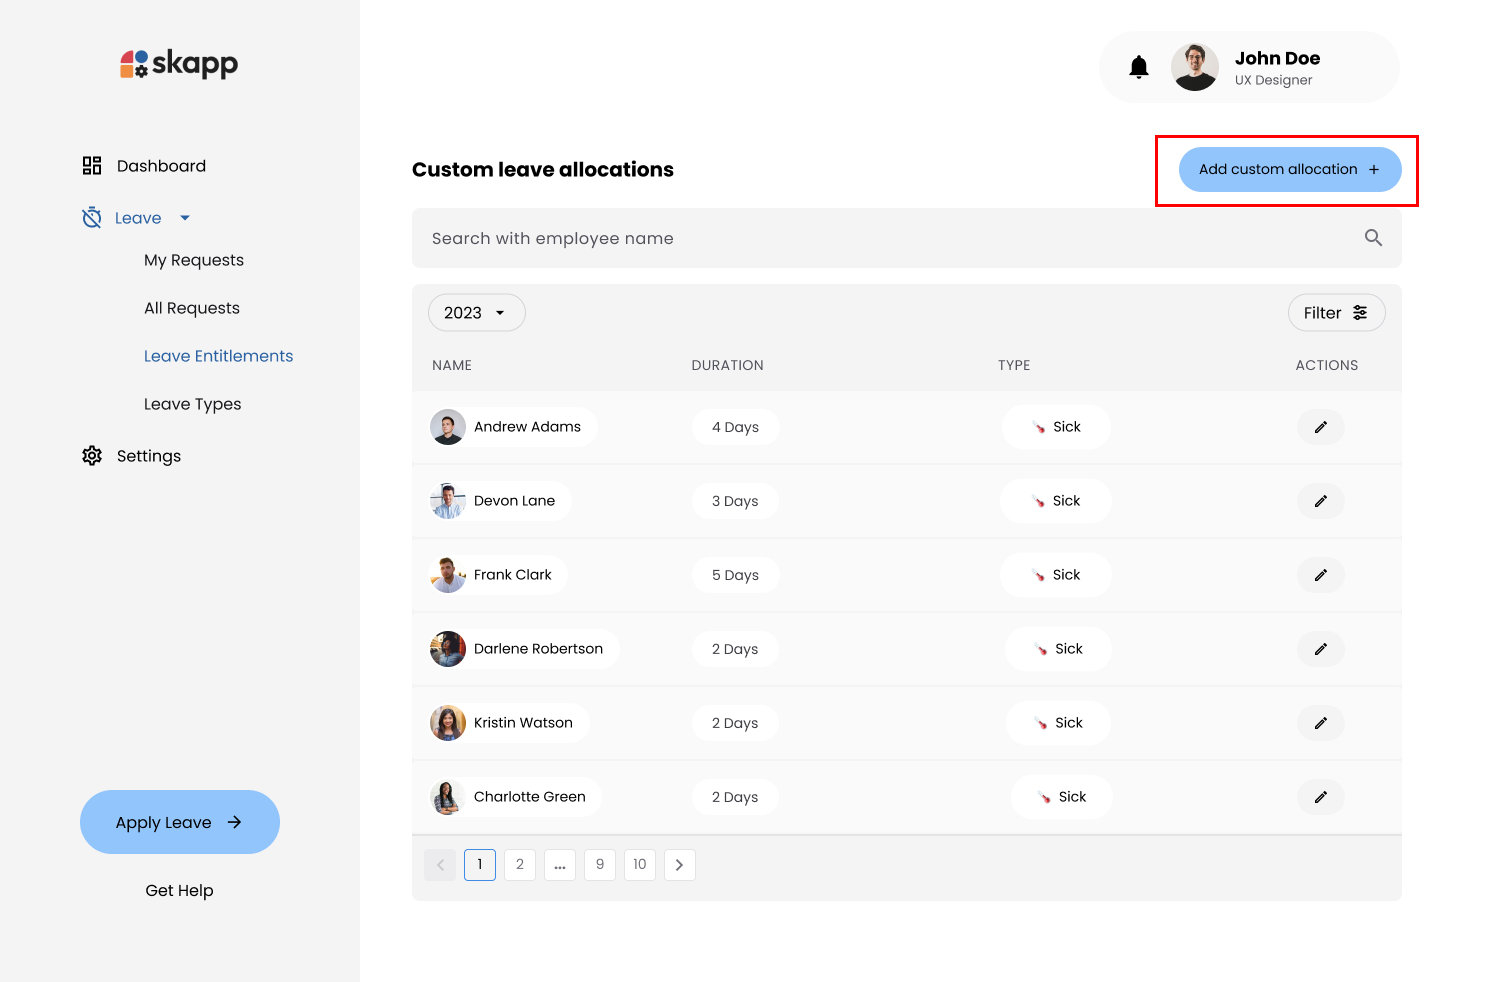 skapp
John Doe
UX Designer
Dashboard
Leave
My Requests
All Requests
Leave Entitlements
Leave Types
Settings
Apply Leave
Get Help
Custom leave allocations
Add custom allocation +
Search with employee name
2023
Filter
NAME DURATION TYPE ACTIONS
Andrew Adams 4 Days Sick
Devon Lane 3 Days Sick
Frank Clark 5 Days Sick
Darlene Robertson 2 Days Sick
Kristin Watson 2 Days Sick
Charlotte Green 2 Days Sick
1 2 ... 9 10